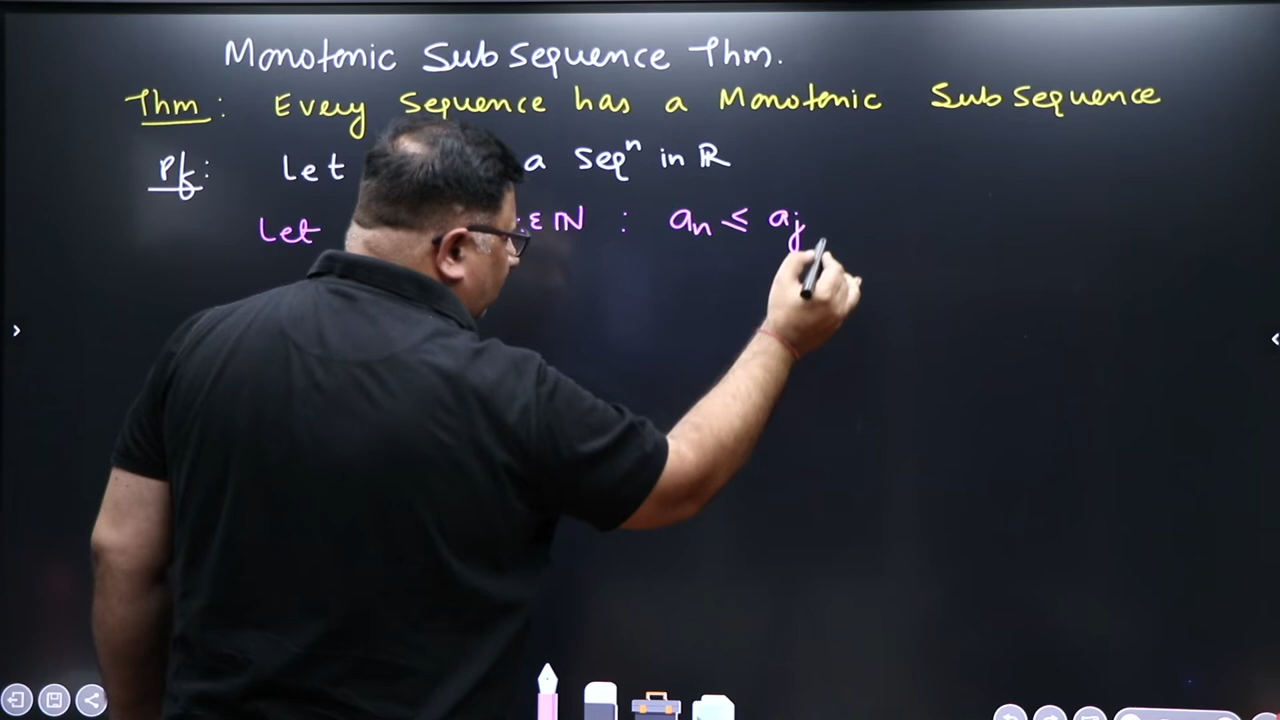 Monotonic Subsequence Thm.
Thm: Every Sequence has a Monotonic Subsequence
Pf: Let a seqⁿ in ℝ
Let ∈ ℕ : aₙ ≤ aⱼ